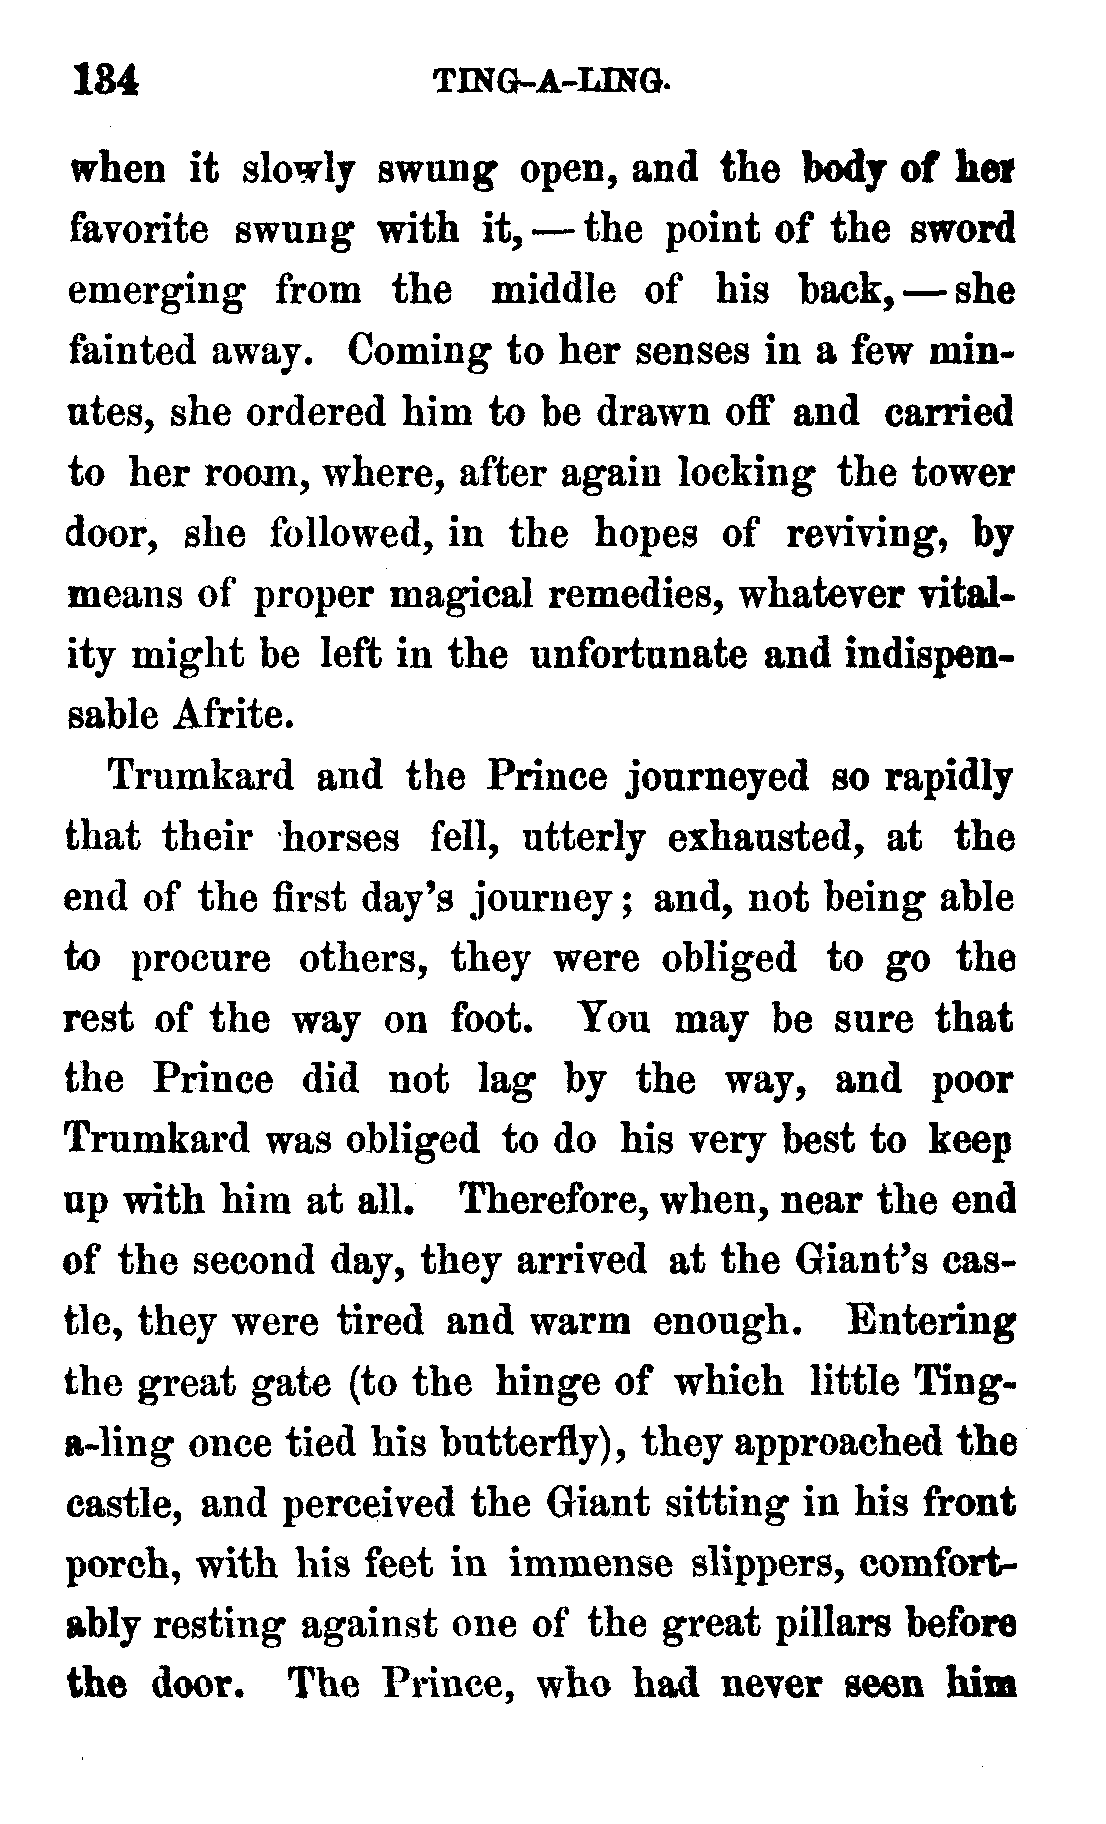 134 TING-A-LING.
when it slowly swung open, and the body of her
favorite swung with it,—the point of the sword
emerging from the middle of his back,—she
fainted away. Coming to her senses in a few min-
utes, she ordered him to be drawn off and carried
to her room, where, after again locking the tower
door, she followed, in the hopes of reviving, by
means of proper magical remedies, whatever vital-
ity might be left in the unfortunate and indispen-
sable Afrite.
Trumkard and the Prince journeyed so rapidly
that their horses fell, utterly exhausted, at the
end of the first day's journey; and, not being able
to procure others, they were obliged to go the
rest of the way on foot. You may be sure that
the Prince did not lag by the way, and poor
Trumkard was obliged to do his very best to keep
up with him at all. Therefore, when, near the end
of the second day, they arrived at the Giant's cas-
tle, they were tired and warm enough. Entering
the great gate (to the hinge of which little Ting-
a-ling once tied his butterfly), they approached the
castle, and perceived the Giant sitting in his front
porch, with his feet in immense slippers, comfort-
ably resting against one of the great pillars before
the door. The Prince, who had never seen him